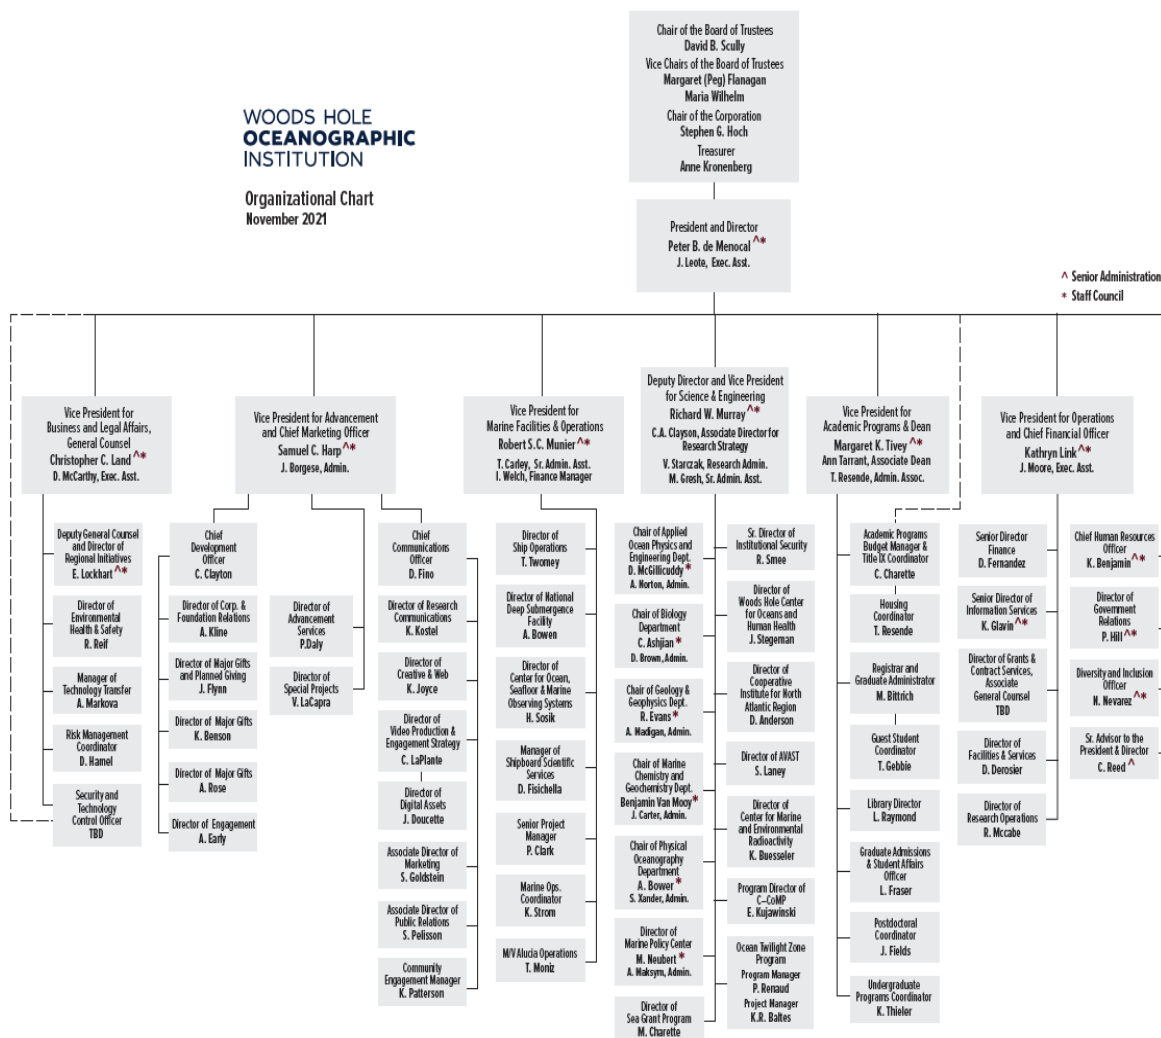 Chair of the Board of Trustees
David B. Scully
Vice Chairs of the Board of Trustees
Margaret (Peg) Flanagan
Maria Wilhelm
Chair of the Corporation
Stephen G. Hoch
Treasurer
Anne Kronenberg
WOODS HOLE
OCEANOGRAPHIC
INSTITUTION
Organizational Chart
November 2021
President and Director
Peter B. de Menocal ^*
J. Leote, Exec. Asst.
^ Senior Administration
* Staff Council
Vice President for
Business and Legal Affairs,
General Counsel
Christopher C. Land ^*
D. McCarthy, Exec. Asst.
Deputy General Counsel
and Director of
Regional Initiatives
E. Lockhart ^*
Director of
Environmental
Health & Safety
R. Reif
Manager of
Technology Transfer
A. Markova
Risk Management
Coordinator
D. Hamel
Security and
Technology
Control Officer
TBD
Vice President for Advancement
and Chief Marketing Officer
Samuel C. Harp ^*
J. Borgese, Admin.
Chief
Development
Officer
C. Clayton
Director of Corp. &
Foundation Relations
A. Kline
Director of Major Gifts
and Planned Giving
J. Flynn
Director of Major Gifts
K. Benson
Director of Major Gifts
A. Rose
Director of Engagement
A. Early
Director of
Advancement
Services
P.Daly
Director of
Special Projects
V. LaCapra
Chief
Communications
Officer
D. Fino
Director of Research
Communications
K. Kostel
Director of
Creative & Web
K. Joyce
Director of
Video Production &
Engagement Strategy
C. LaPlante
Director of
Digital Assets
J. Doucette
Associate Director of
Marketing
S. Goldstein
Associate Director of
Public Relations
S. Pelisson
Community
Engagement Manager
K. Patterson
Vice President for
Marine Facilities & Operations
Robert S.C. Munier ^*
T. Carley, Sr. Admin. Asst.
I. Welch, Finance Manager
Director of
Ship Operations
T. Twomey
Director of National
Deep Submergence
Facility
A. Bowen
Director of
Center for Ocean,
Seafloor & Marine
Observing Systems
H. Sosik
Manager of
Shipboard Scientific
Services
D. Fisichella
Senior Project
Manager
P. Clark
Marine Ops.
Coordinator
K. Strom
M/V Alucia Operations
T. Moniz
Deputy Director and Vice President
for Science & Engineering
Richard W. Murray ^*
C.A. Clayson, Associate Director for
Research Strategy
V. Starczak, Research Admin.
M. Gresh, Sr. Admin. Asst.
Chair of Applied
Ocean Physics and
Engineering Dept.
D. McGillicuddy *
A. Norton, Admin.
Chair of Biology
Department
C. Ashjian *
D. Brown, Admin.
Chair of Geology &
Geophysics Dept.
R. Evans *
A. Madigan, Admin.
Chair of Marine
Chemistry and
Geochemistry Dept.
Benjamin Van Mooy *
J. Carter, Admin.
Chair of Physical
Oceanography
Department
A. Bower *
S. Xander, Admin.
Director of
Marine Policy Center
M. Neubert *
A. Maksym, Admin.
Director of
Sea Grant Program
M. Charette
Sr. Director of
Institutional Security
R. Smee
Director of
Woods Hole Center
for Oceans and
Human Health
J. Stegeman
Director of
Cooperative
Institute for North
Atlantic Region
D. Anderson
Director of AVAST
S. Laney
Director of
Center for Marine
and Environmental
Radioactivity
K. Buesseler
Program Director of
C-CoMP
E. Kujawinski
Ocean Twilight Zone
Program
Program Manager
P. Renaud
Project Manager
K.R. Baltes
Vice President for
Academic Programs & Dean
Margaret K. Tivey ^*
Ann Tarrant, Associate Dean
T. Resende, Admin. Assoc.
Academic Programs
Budget Manager &
Title IX Coordinator
C. Charette
Housing
Coordinator
T. Resende
Registrar and
Graduate Administrator
M. Bittrich
Guest Student
Coordinator
T. Gebbie
Library Director
L. Raymond
Graduate Admissions
& Student Affairs
Officer
L. Fraser
Postdoctoral
Coordinator
J. Fields
Undergraduate
Programs Coordinator
K. Thieler
Vice President for Operations
and Chief Financial Officer
Kathryn Link ^*
J. Moore, Exec. Asst.
Senior Director
Finance
D. Fernandez
Senior Director of
Information Services
K. Glavin ^*
Director of Grants &
Contract Services,
Associate
General Counsel
TBD
Director of
Facilities & Services
D. Derosier
Director of
Research Operations
R. Mccabe
Chief Human Resources
Officer
K. Benjamin ^*
Director of
Government
Relations
P. Hill ^*
Diversity and Inclusion
Officer
N. Nevarez ^*
Sr. Advisor to the
President & Director
C. Reed ^